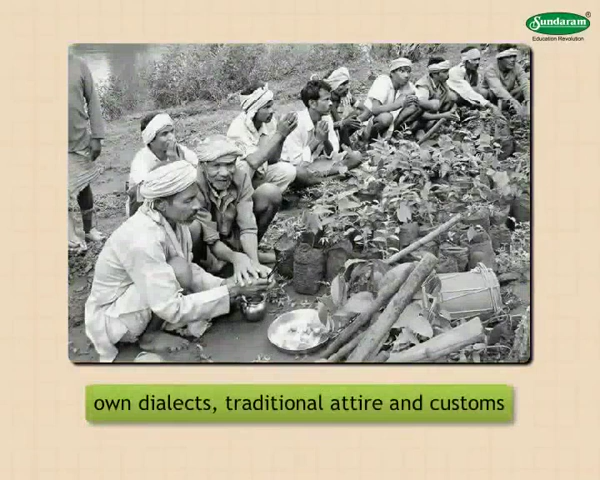 Sundaram®
Education Revolution
own dialects, traditional attire and customs